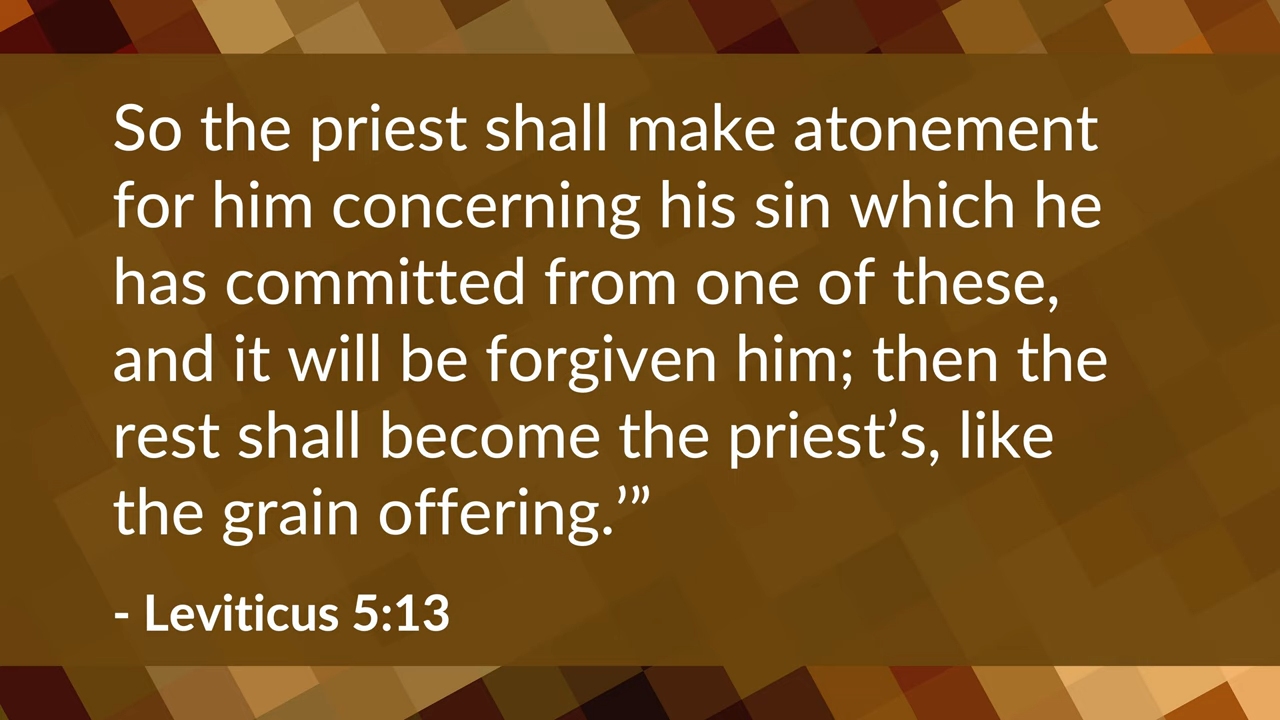 So the priest shall make atonement
for him concerning his sin which he
has committed from one of these,
and it will be forgiven him; then the
rest shall become the priest’s, like
the grain offering.’”
- Leviticus 5:13